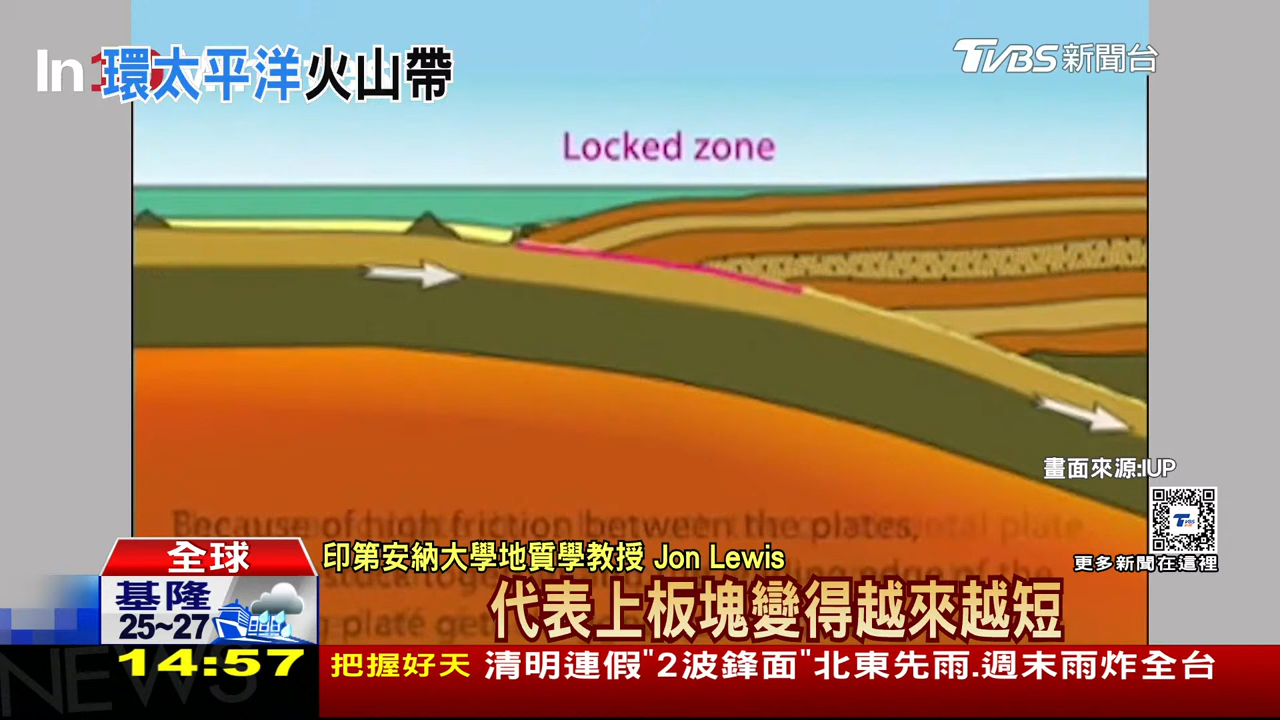 In
環太平洋火山帶
TVBS新聞台
Locked zone
畫面來源:IUP
Because of high friction between the plates,
更多新聞在這裡
全球
印第安納大學地質學教授 Jon Lewis
基隆
25~27
代表上板塊變得越來越短
14:57
把握好天 清明連假"2波鋒面"北東先雨.週末雨炸全台
NEWS